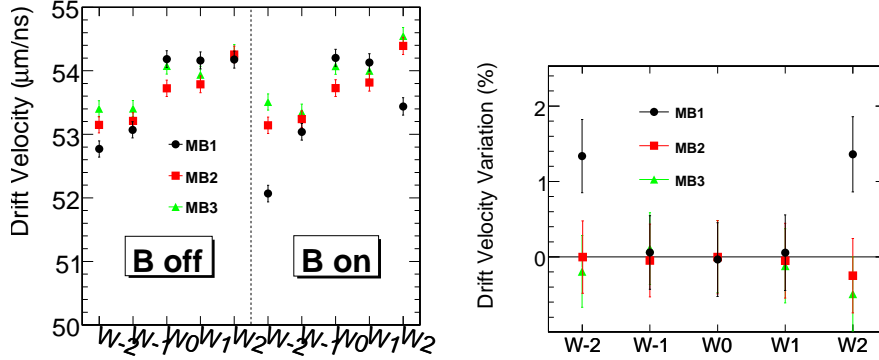 Drift Velocity (µm/ns)
55
54
53
52
51
50
MB1
MB2
MB3
B off
B on
W-2 W-1 W0 W1 W2 W-2 W-1 W0 W1 W2
Drift Velocity Variation (%)
2
1
0
MB1
MB2
MB3
W-2 W-1 W0 W1 W2